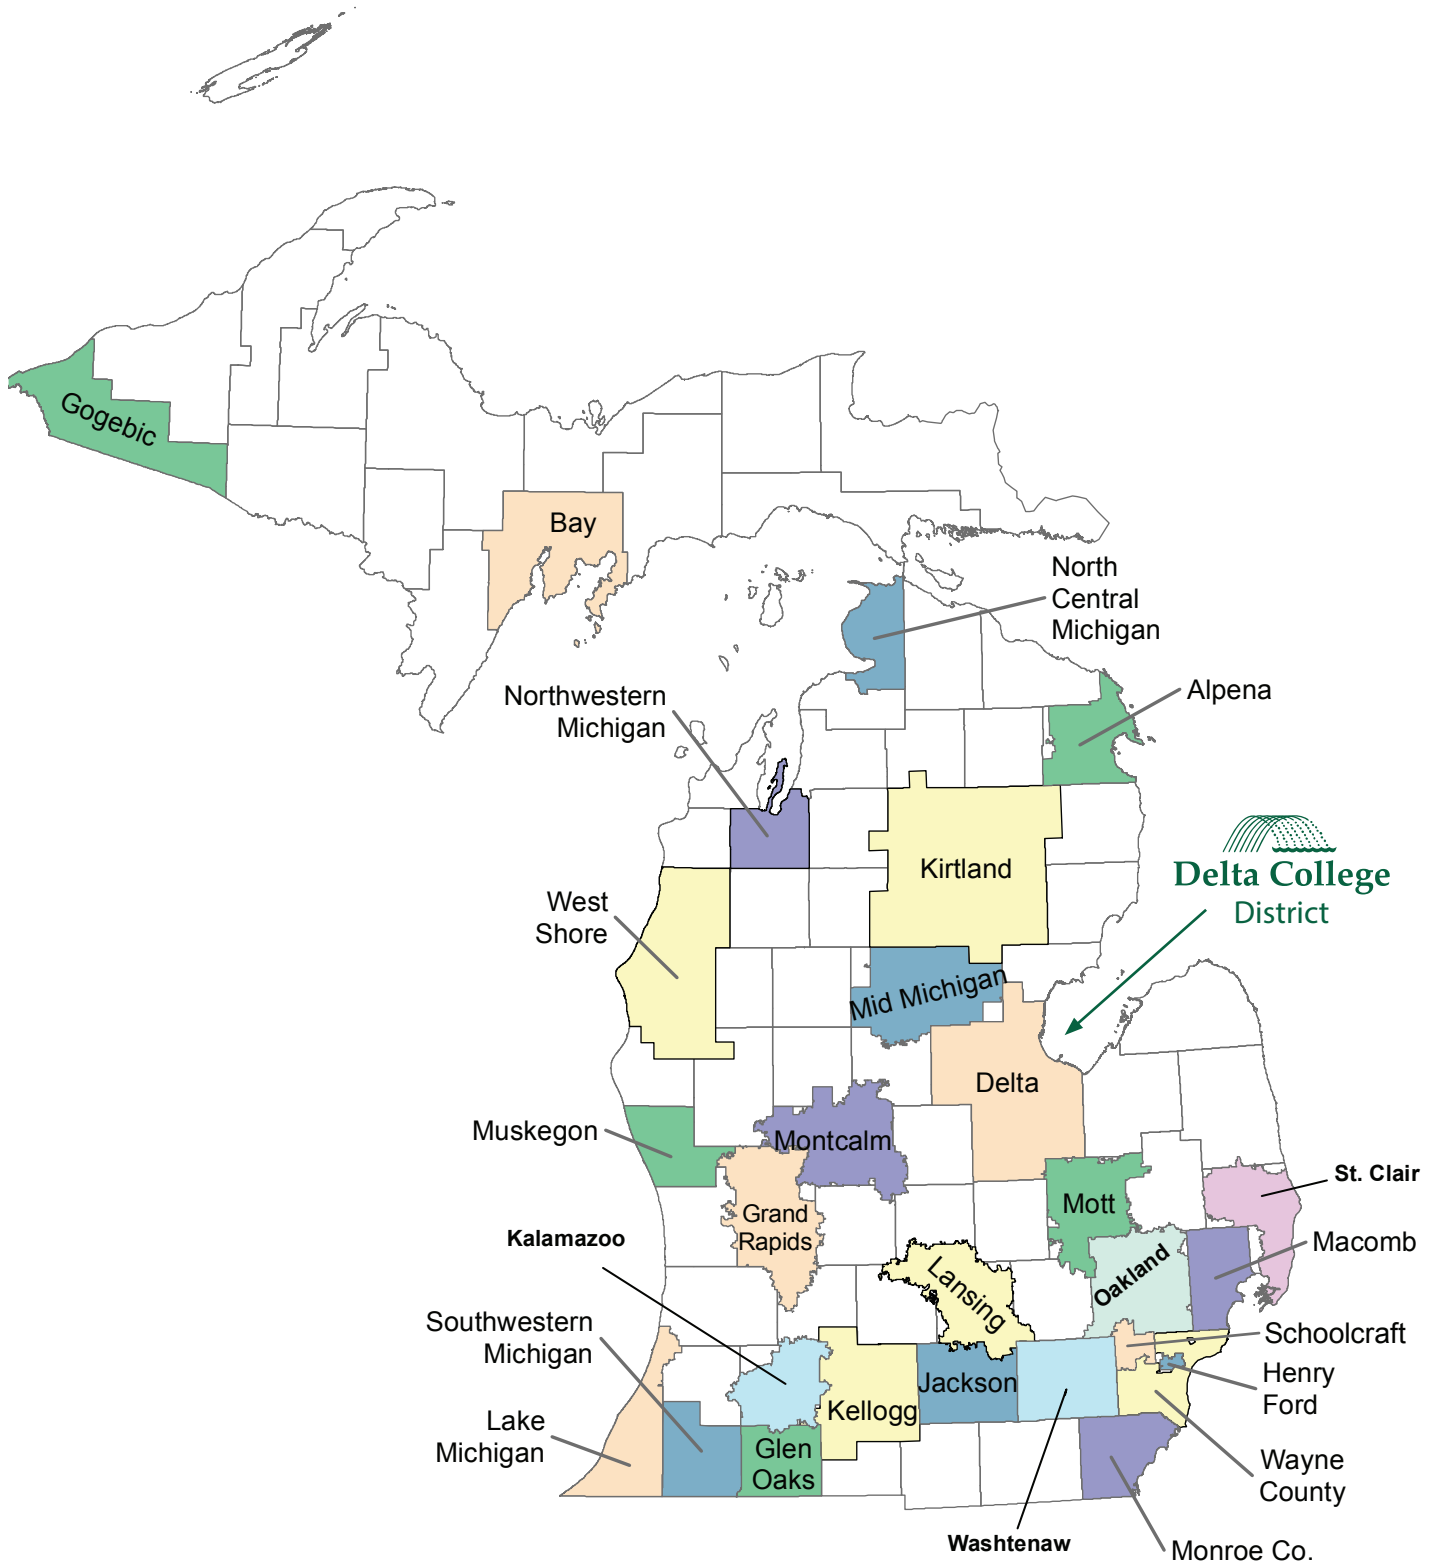 Gogebic
Bay
North
Central
Michigan
Northwestern
Michigan
Alpena
Kirtland
Delta College
District
West
Shore
Mid Michigan
Delta
Muskegon
Montcalm
St. Clair
Mott
Grand
Rapids
Kalamazoo
Macomb
Oakland
Lansing
Southwestern
Michigan
Schoolcraft
Henry
Ford
Jackson
Kellogg
Lake
Michigan
Glen
Oaks
Wayne
County
Washtenaw
Monroe Co.